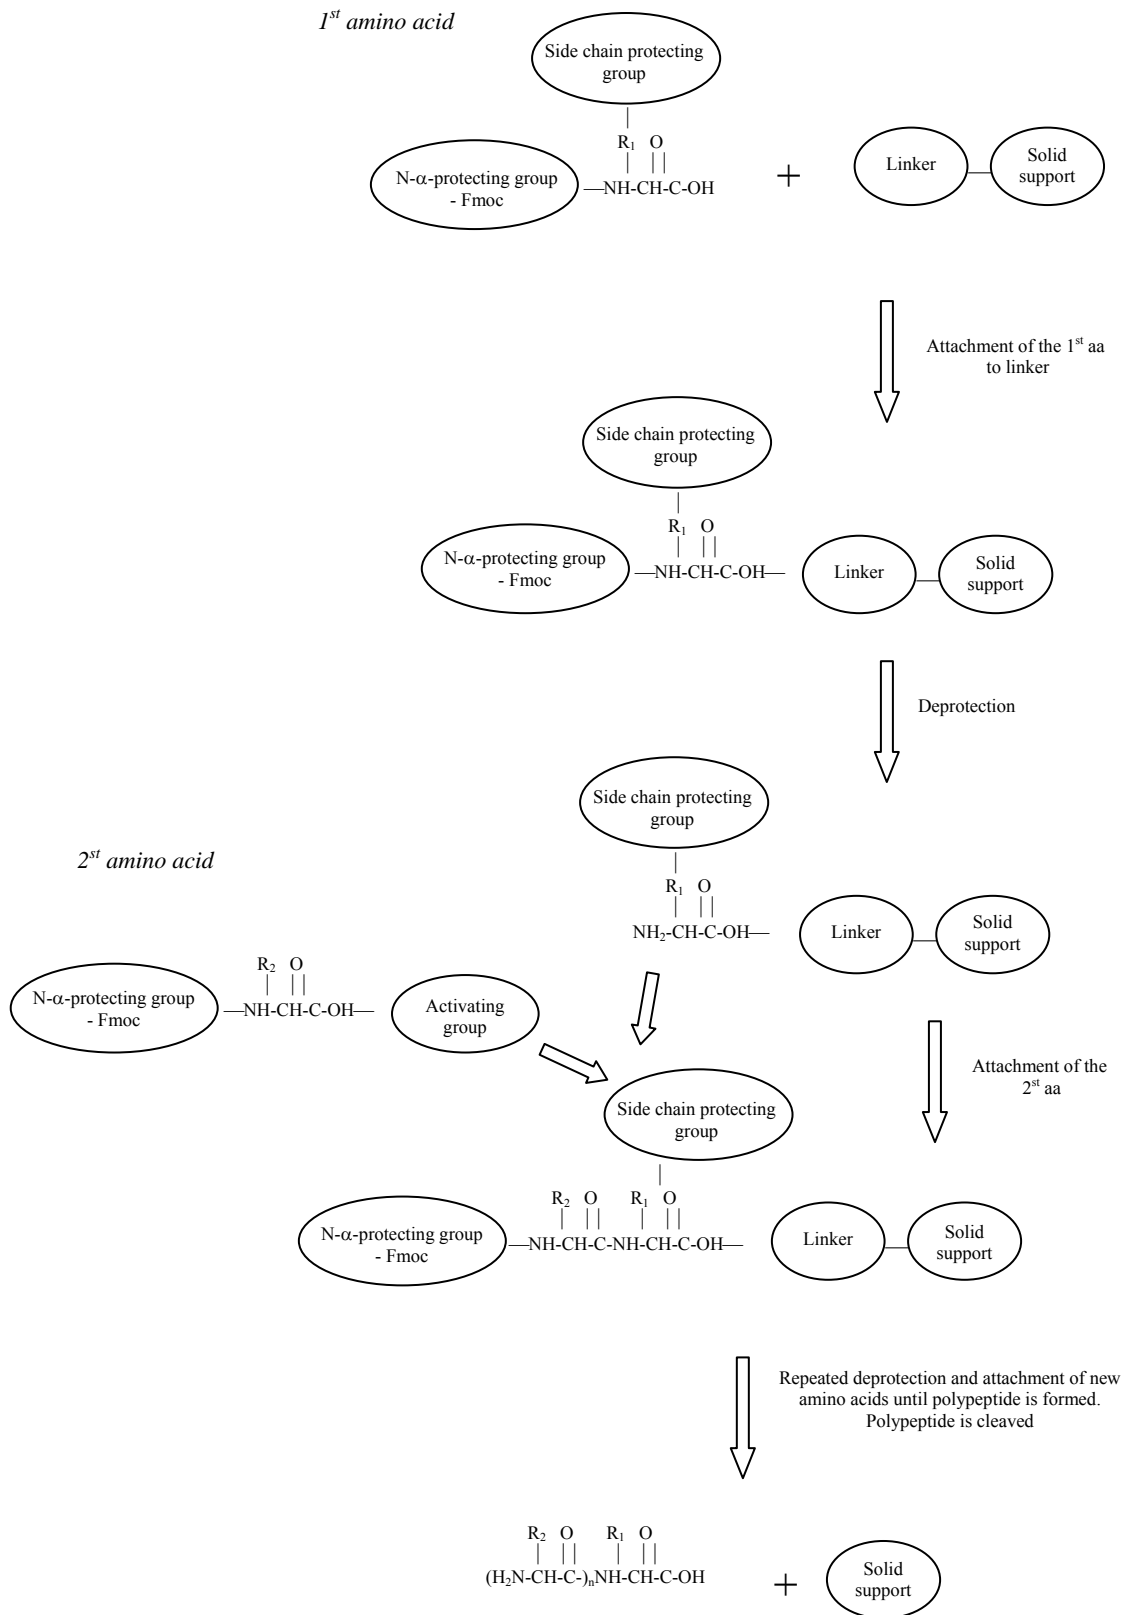 1st amino acid
Side chain protecting
group
R1 O
N-α-protecting group
- Fmoc
—NH-CH-C-OH
+
Linker
Solid
support
Attachment of the 1st aa
to linker
Side chain protecting
group
R1 O
N-α-protecting group
- Fmoc
—NH-CH-C-OH—
Linker
Solid
support
Deprotection
Side chain protecting
group
2st amino acid
R1 O
NH2-CH-C-OH—
Linker
Solid
support
R2 O
N-α-protecting group
- Fmoc
—NH-CH-C-OH—
Activating
group
Attachment of the
2st aa
Side chain protecting
group
R2 O R1 O
N-α-protecting group
- Fmoc
—NH-CH-C-NH-CH-C-OH—
Linker
Solid
support
Repeated deprotection and attachment of new
amino acids until polypeptide is formed.
Polypeptide is cleaved
R2 O R1 O
(H2N-CH-C-)nNH-CH-C-OH
+
Solid
support